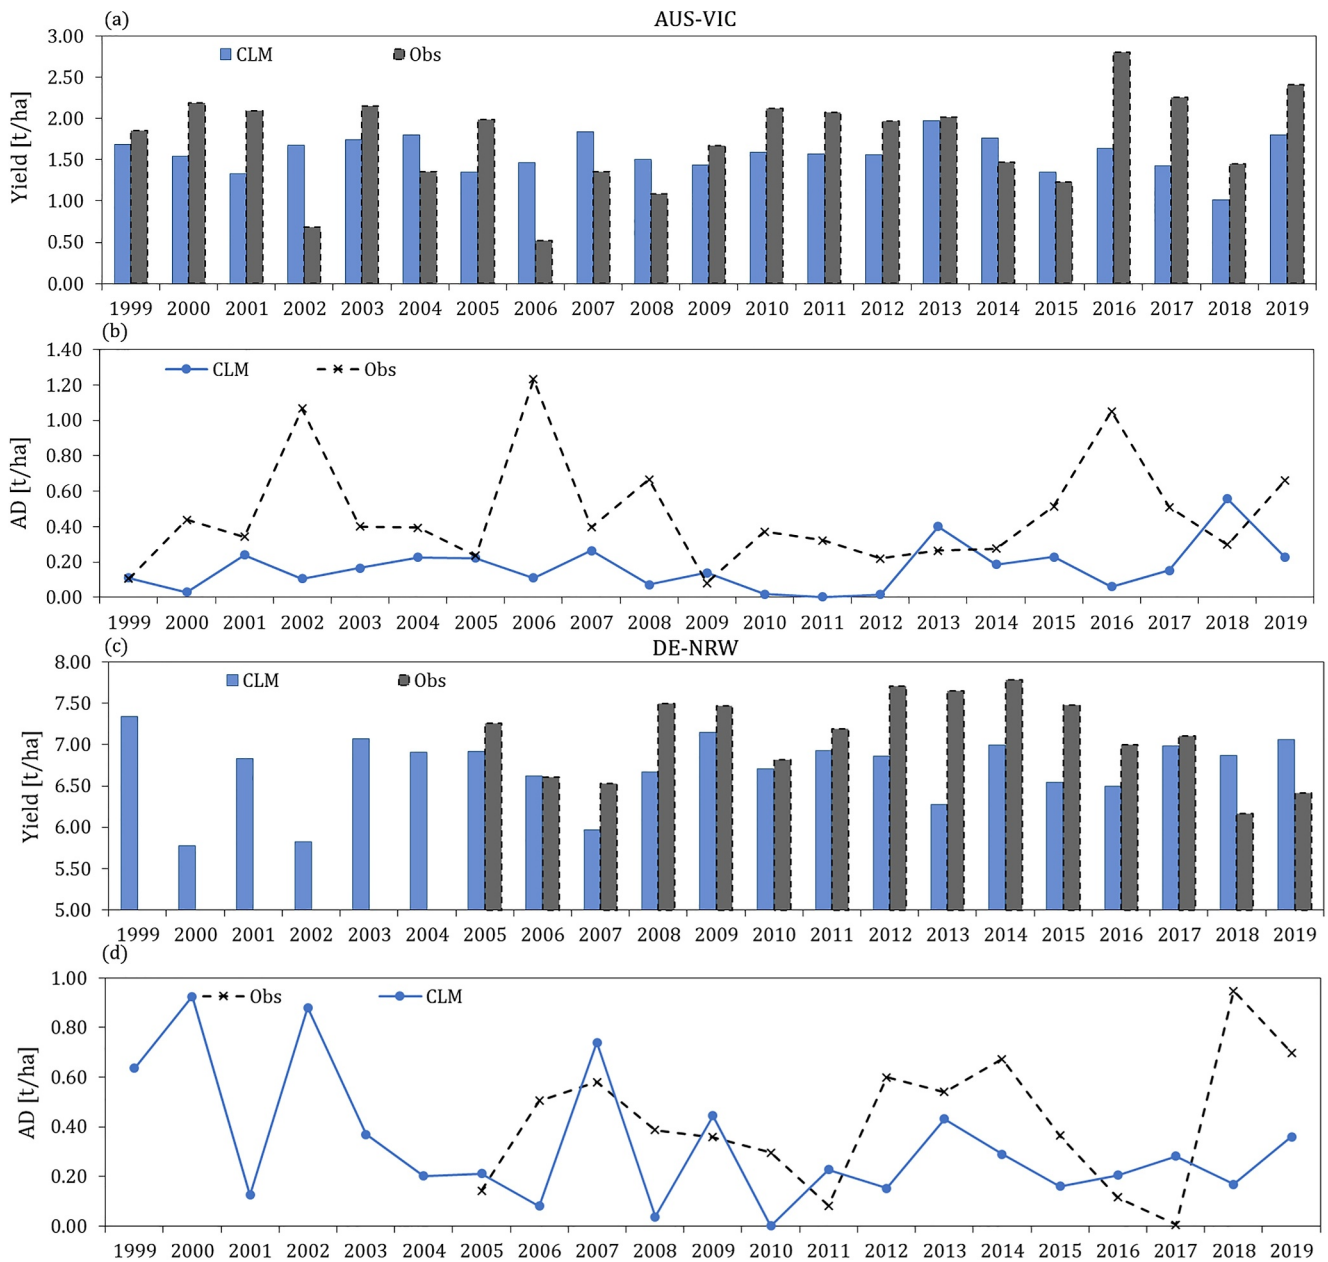 (a)
AUS-VIC
CLM
Obs
Yield [t/ha]
3.00
2.50
2.00
1.50
1.00
0.50
0.00
1999 2000 2001 2002 2003 2004 2005 2006 2007 2008 2009 2010 2011 2012 2013 2014 2015 2016 2017 2018 2019
(b)
CLM
Obs
AD [t/ha]
1.40
1.20
1.00
0.80
0.60
0.40
0.20
0.00
1999 2000 2001 2002 2003 2004 2005 2006 2007 2008 2009 2010 2011 2012 2013 2014 2015 2016 2017 2018 2019
(c)
DE-NRW
CLM
Obs
Yield [t/ha]
8.00
7.50
7.00
6.50
6.00
5.50
5.00
1999 2000 2001 2002 2003 2004 2005 2006 2007 2008 2009 2010 2011 2012 2013 2014 2015 2016 2017 2018 2019
(d)
Obs
CLM
AD [t/ha]
1.00
0.80
0.60
0.40
0.20
0.00
1999 2000 2001 2002 2003 2004 2005 2006 2007 2008 2009 2010 2011 2012 2013 2014 2015 2016 2017 2018 2019